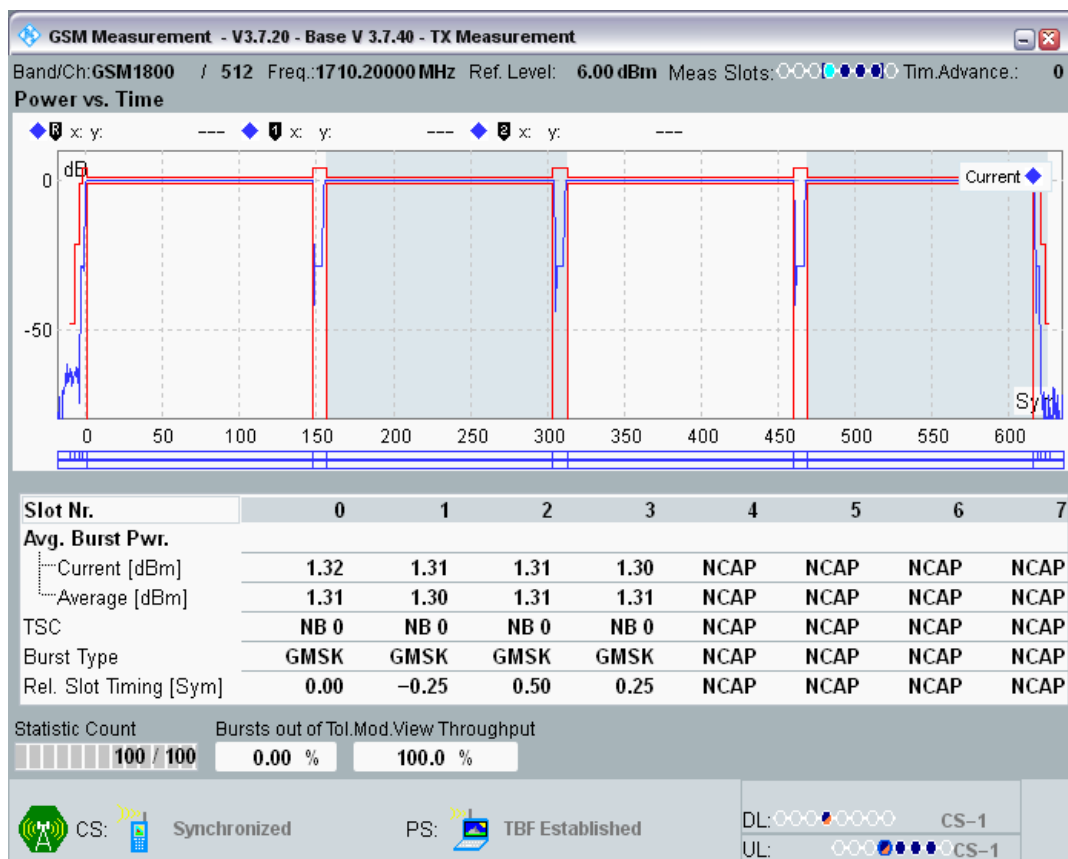 GSM Measurement - V3.7.20 - Base V 3.7.40 - TX Measurement
Band/Ch:GSM1800 / 512 Freq.:1710.20000 MHz Ref. Level: 6.00 dBm Meas Slots: Tim.Advance.: 0
Power vs. Time
R x: y: --- 1 x: y: --- 2 x: y: ---
dB
Current
0
-50
Sym
0 50 100 150 200 250 300 350 400 450 500 550 600
Slot Nr. 0 1 2 3 4 5 6 7
Avg. Burst Pwr.
Current [dBm] 1.32 1.31 1.31 1.30 NCAP NCAP NCAP NCAP
Average [dBm] 1.31 1.30 1.31 1.31 NCAP NCAP NCAP NCAP
TSC NB 0 NB 0 NB 0 NB 0 NCAP NCAP NCAP NCAP
Burst Type GMSK GMSK GMSK GMSK NCAP NCAP NCAP NCAP
Rel. Slot Timing [Sym] 0.00 −0.25 0.50 0.25 NCAP NCAP NCAP NCAP
Statistic Count Bursts out of Tol.Mod.View Throughput
100 / 100 0.00 % 100.0 %
CS: Synchronized PS: TBF Established
DL: CS−1
UL: CS−1